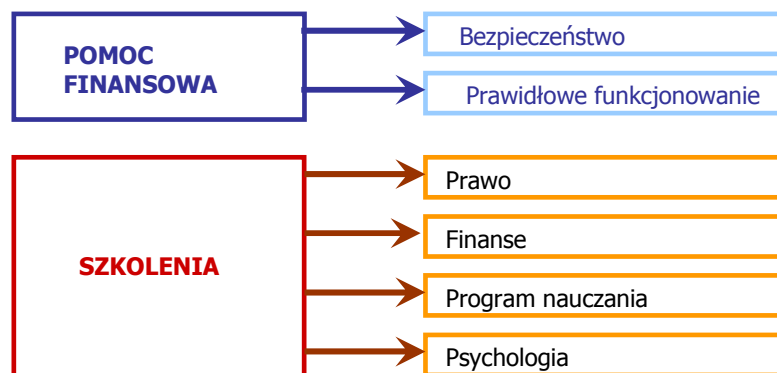 POMOC
FINANSOWA
Bezpieczeństwo
Prawidłowe funkcjonowanie
SZKOLENIA
Prawo
Finanse
Program nauczania
Psychologia